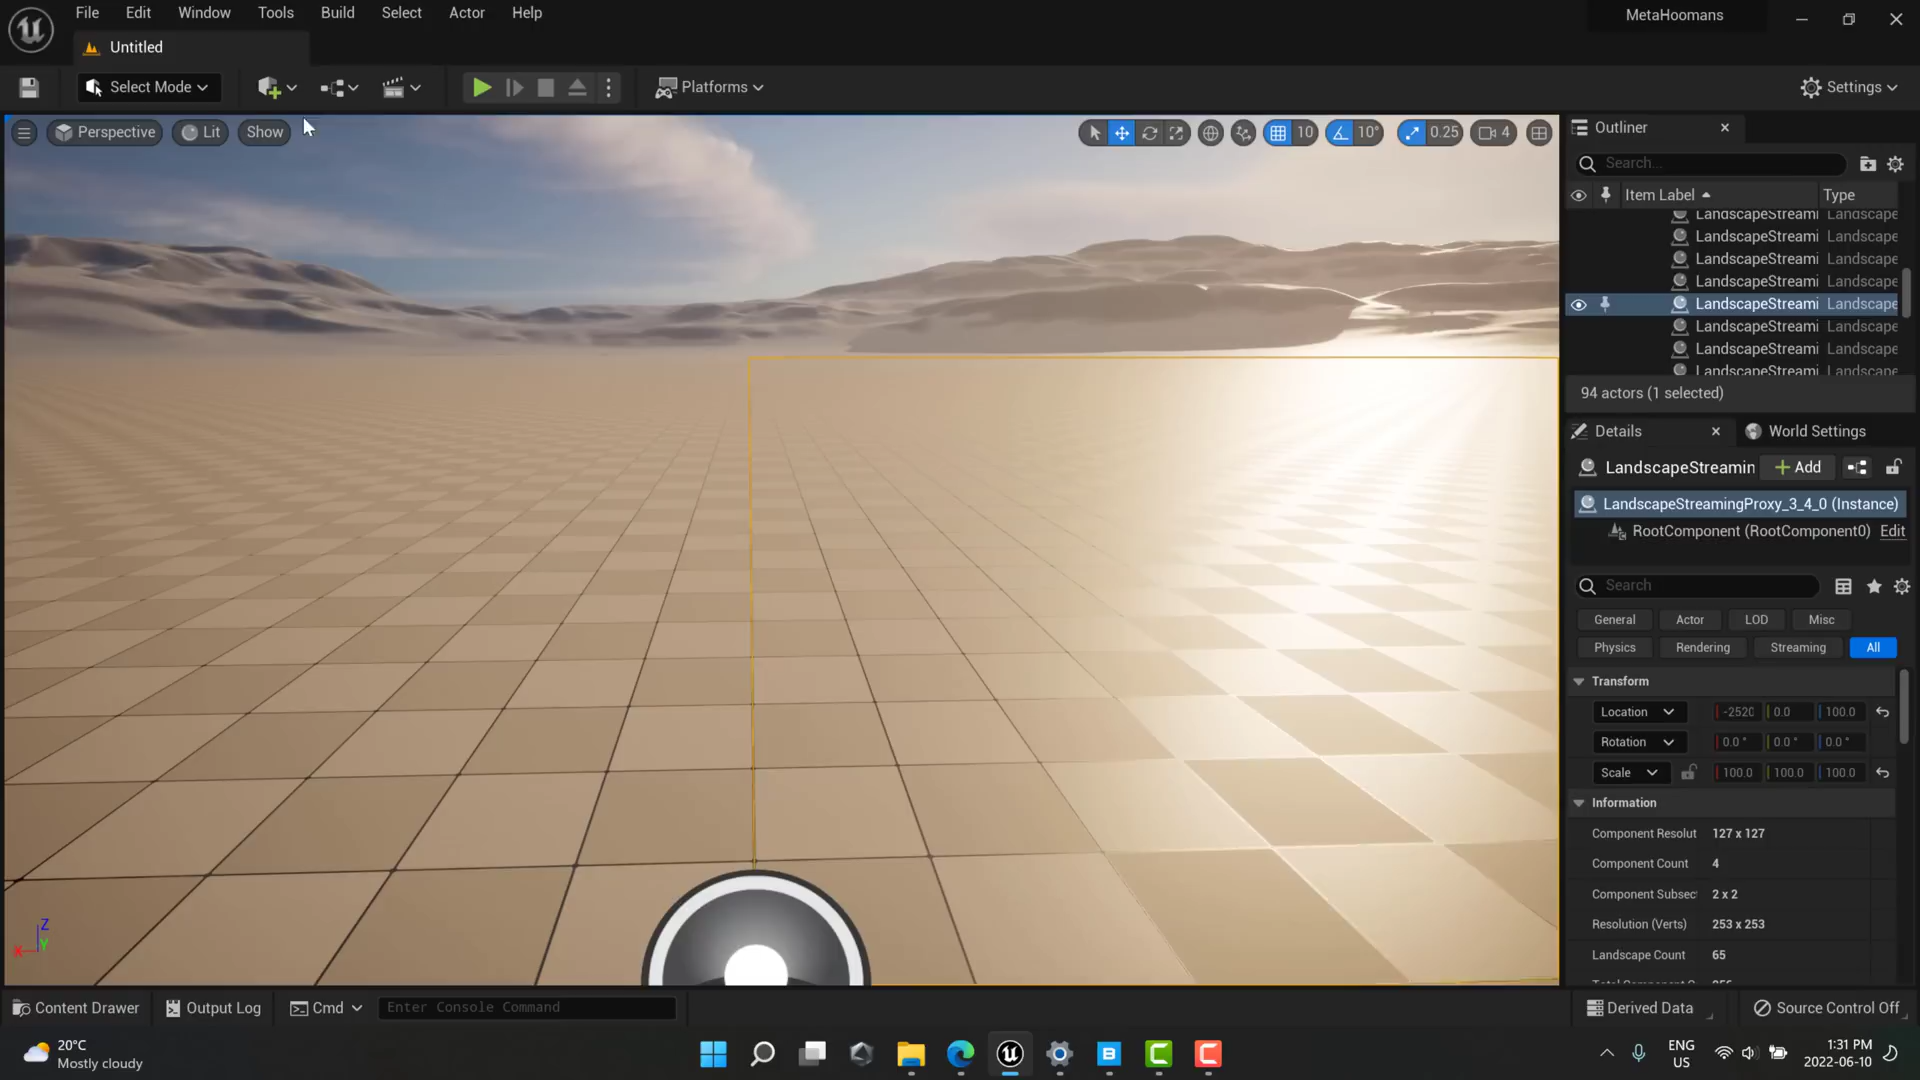 File Edit Window Tools Build Select Actor Help
MetaHoomans
Untitled
Select Mode
Platforms
Settings
Perspective Lit Show
10 10° 0.25 4
Outliner
Search...
Item Label Type
LandscapeStreami Landscape
LandscapeStreami Landscape
LandscapeStreami Landscape
LandscapeStreami Landscape
LandscapeStreami Landscape
LandscapeStreami Landscape
LandscapeStreami Landscape
LandscapeStreami Landscape
94 actors (1 selected)
Details World Settings
LandscapeStreamin Add
LandscapeStreamingProxy_3_4_0 (Instance)
RootComponent (RootComponent0) Edit
Search
General Actor LOD Misc
Physics Rendering Streaming All
Transform
Location -2520 0.0 100.0
Rotation 0.0° 0.0° 0.0°
Scale 100.0 100.0 100.0
Information
Component Resolut 127 x 127
Component Count 4
Component Subsec 2 x 2
Resolution (Verts) 253 x 253
Landscape Count 65
Z
X Y
Content Drawer Output Log Cmd Enter Console Command
Derived Data Source Control Off
20°C
Mostly cloudy
ENG
US
1:31 PM
2022-06-10